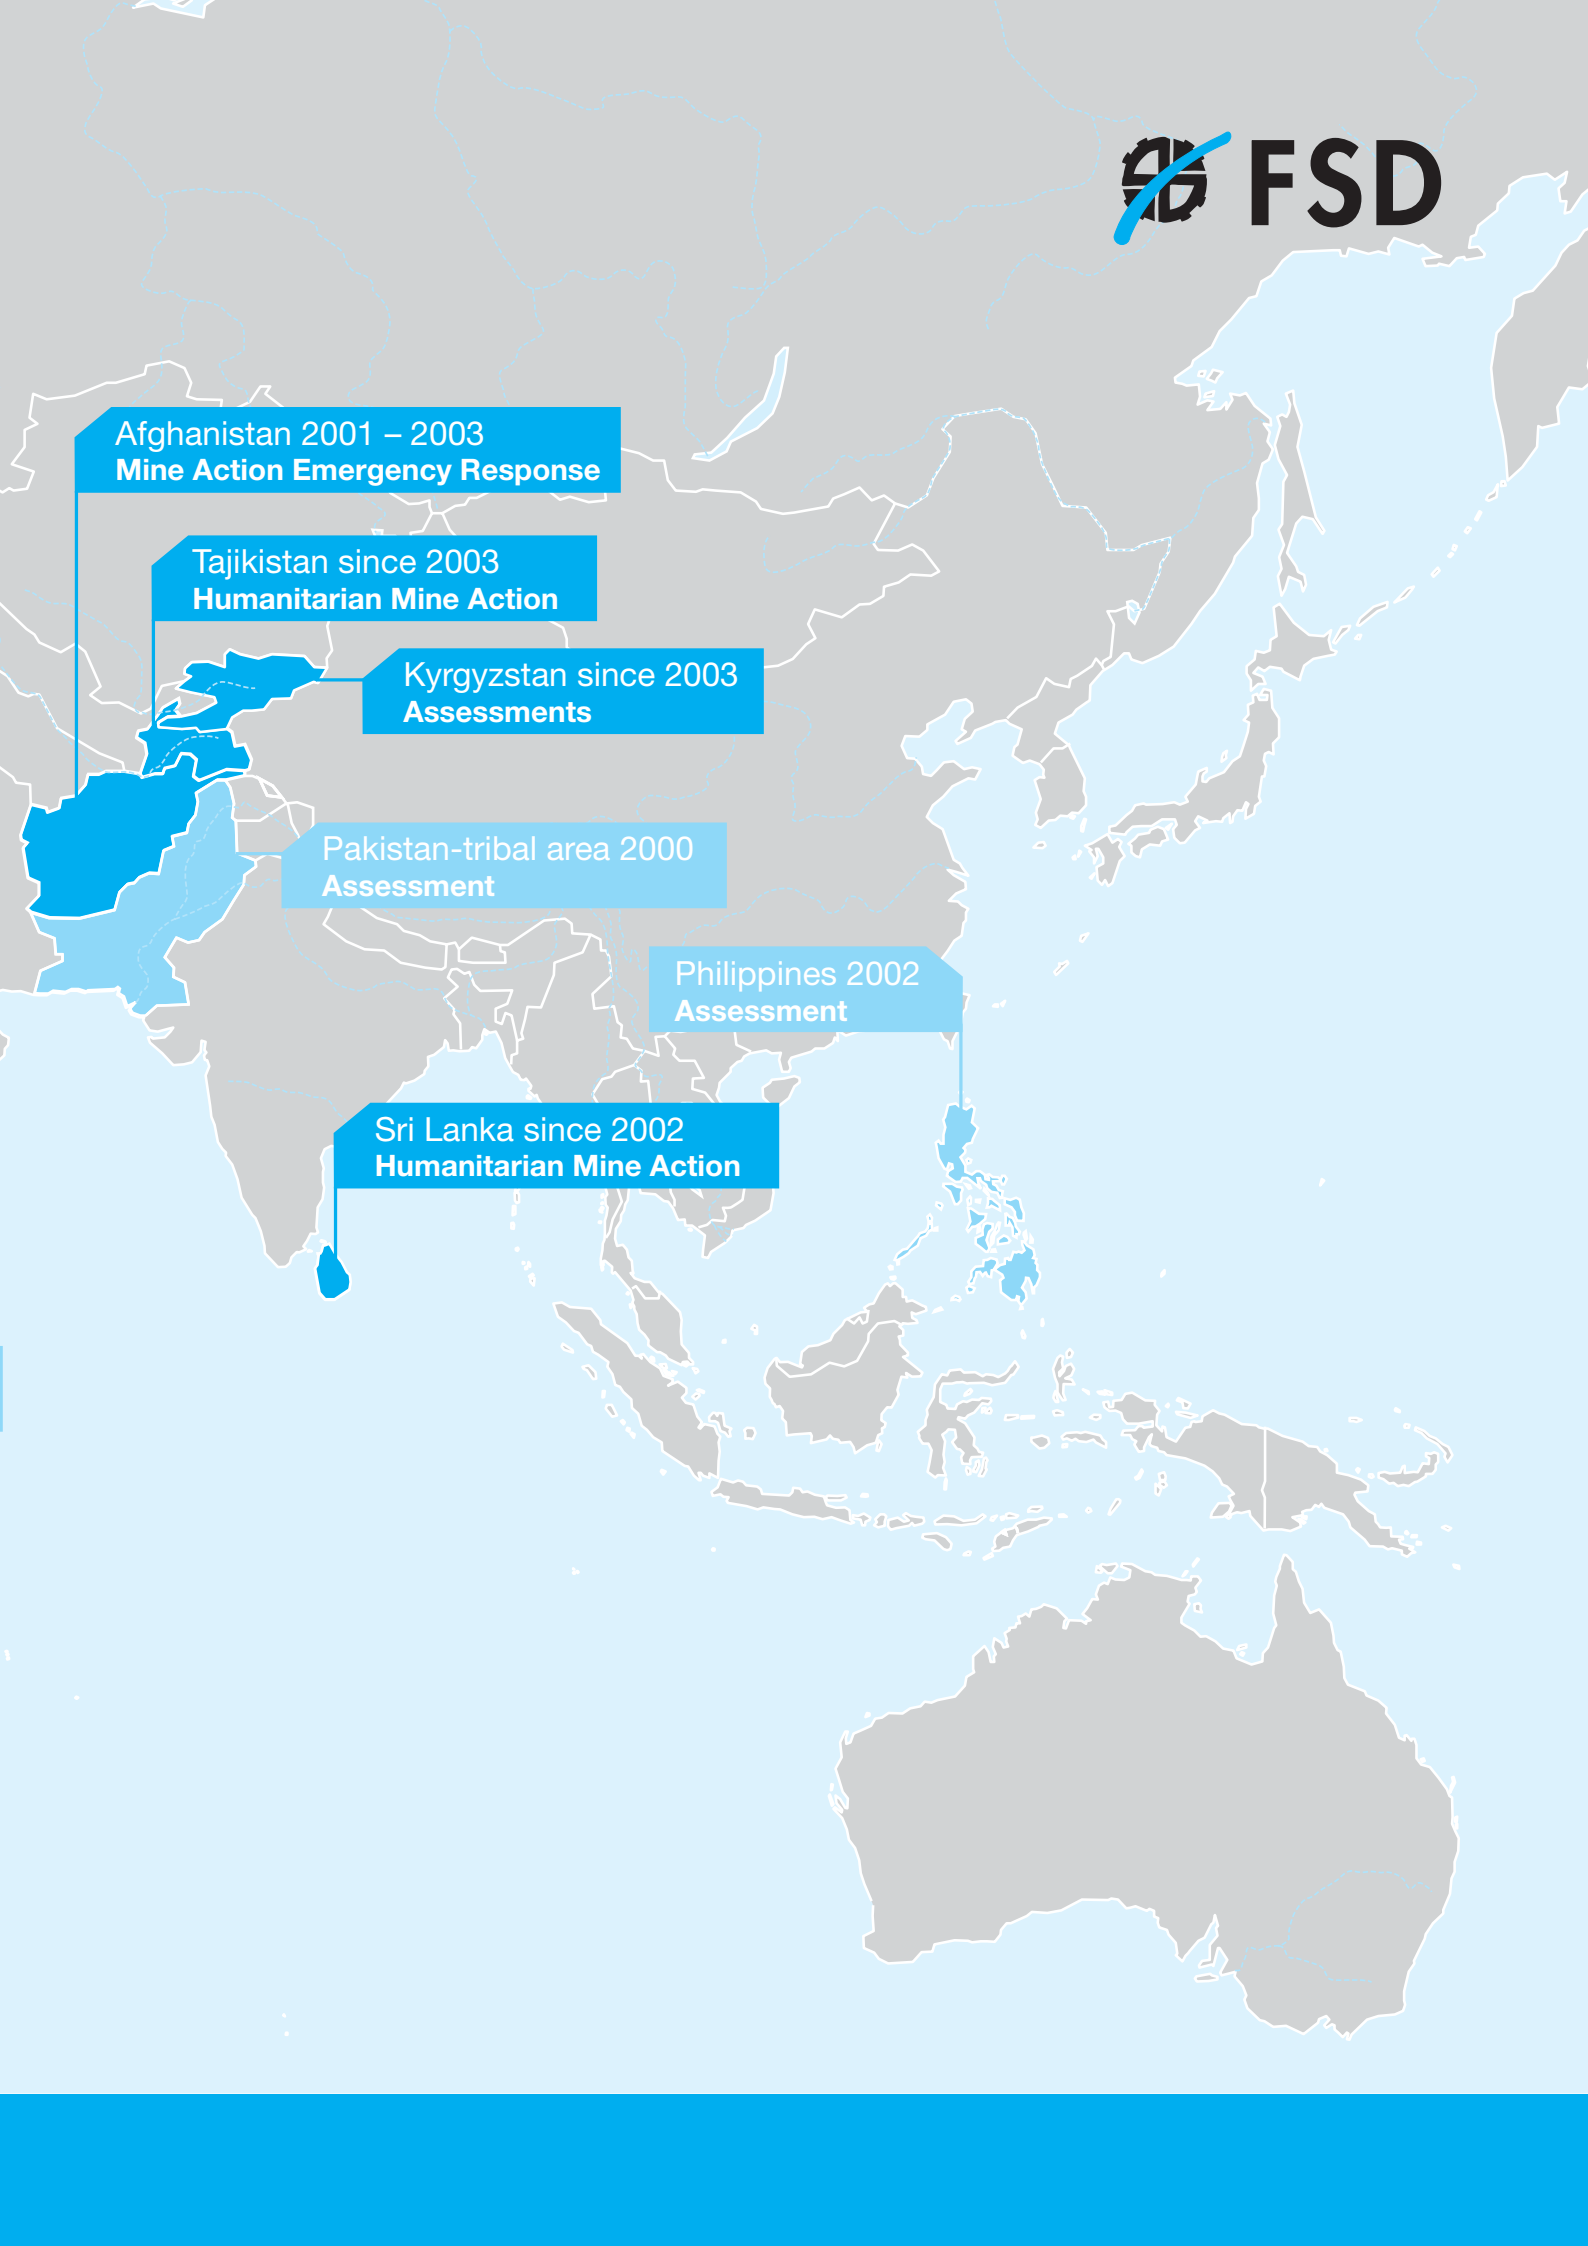 FSD
Afghanistan 2001 – 2003
Mine Action Emergency Response
Tajikistan since 2003
Humanitarian Mine Action
Kyrgyzstan since 2003
Assessments
Pakistan-tribal area 2000
Assessment
Philippines 2002
Assessment
Sri Lanka since 2002
Humanitarian Mine Action